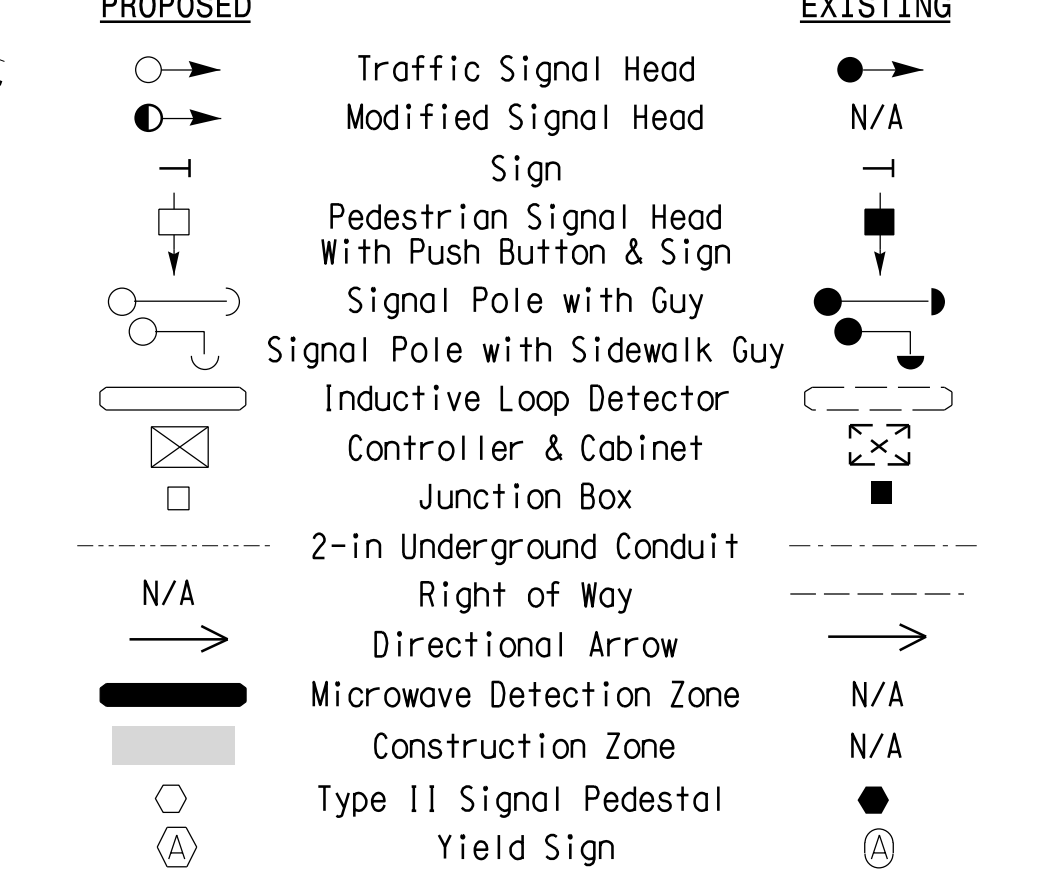 PROPOSED EXISTING
Traffic Signal Head
Modified Signal Head N/A
Sign
Pedestrian Signal Head
With Push Button & Sign
Signal Pole with Guy
Signal Pole with Sidewalk Guy
Inductive Loop Detector
Controller & Cabinet
Junction Box
2-in Underground Conduit
N/A Right of Way
Directional Arrow
Microwave Detection Zone N/A
Construction Zone N/A
Type II Signal Pedestal
A Yield Sign A